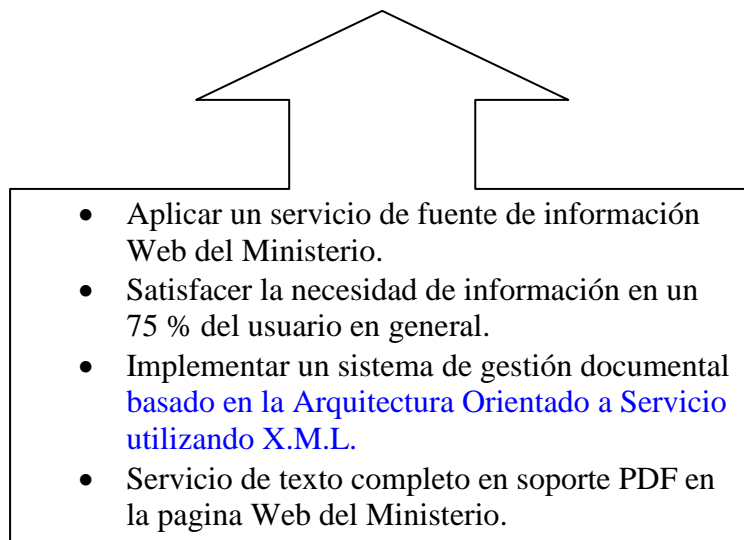 • Aplicar un servicio de fuente de información
Web del Ministerio.
• Satisfacer la necesidad de información en un
75 % del usuario en general.
• Implementar un sistema de gestión documental
basado en la Arquitectura Orientado a Servicio
utilizando X.M.L.
• Servicio de texto completo en soporte PDF en
la pagina Web del Ministerio.